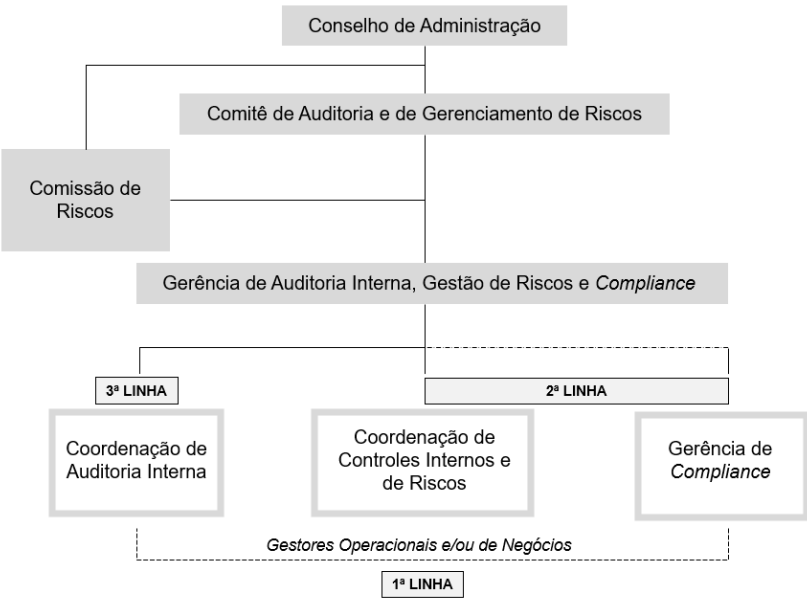 Conselho de Administração
Comitê de Auditoria e de Gerenciamento de Riscos
Comissão de
Riscos
Gerência de Auditoria Interna, Gestão de Riscos e Compliance
3ª LINHA
2ª LINHA
Coordenação de
Auditoria Interna
Coordenação de
Controles Internos e
de Riscos
Gerência de
Compliance
Gestores Operacionais e/ou de Negócios
1ª LINHA